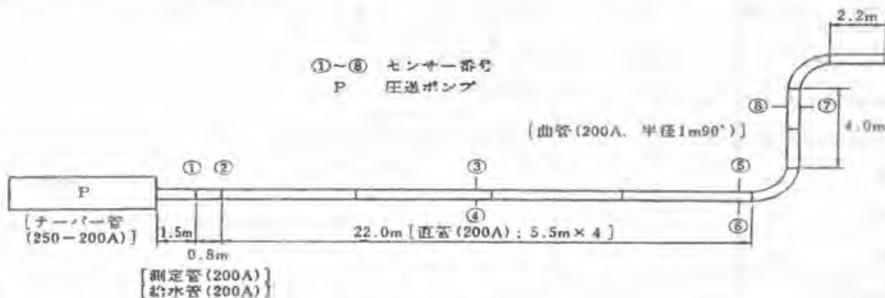 2.2m
①~⑧ センサー番号
P 圧送ポンプ
⑧ ⑦
[曲管(200A、半径1m90°)]
4.0m
① ② ③ ⑤
P
④ ⑥
[テーパー管
(250-200A)]
1.5m
22.0m[直管(200A):5.5m×4]
0.8m
[測定管(200A)]
[給水管(200A)]